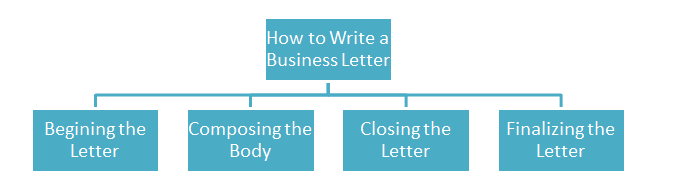 How to Write a
Business Letter
Begining the
Letter
Composing the
Body
Closing the
Letter
Finalizing the
Letter